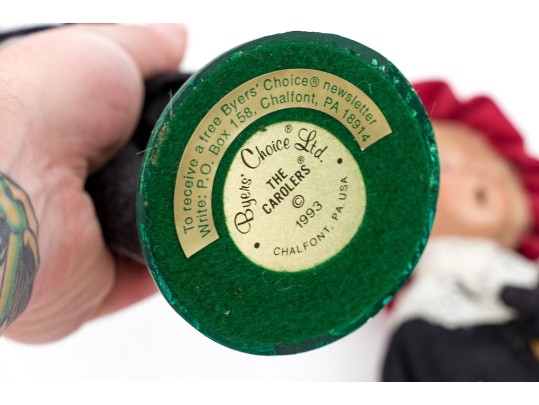 To receive a free Byers' Choice® newsletter
Write: P.O. Box 158, Chalfont, PA 18914
Byers' Choice® Ltd.
THE
CAROLERS®
©
1993
CHALFONT, PA USA